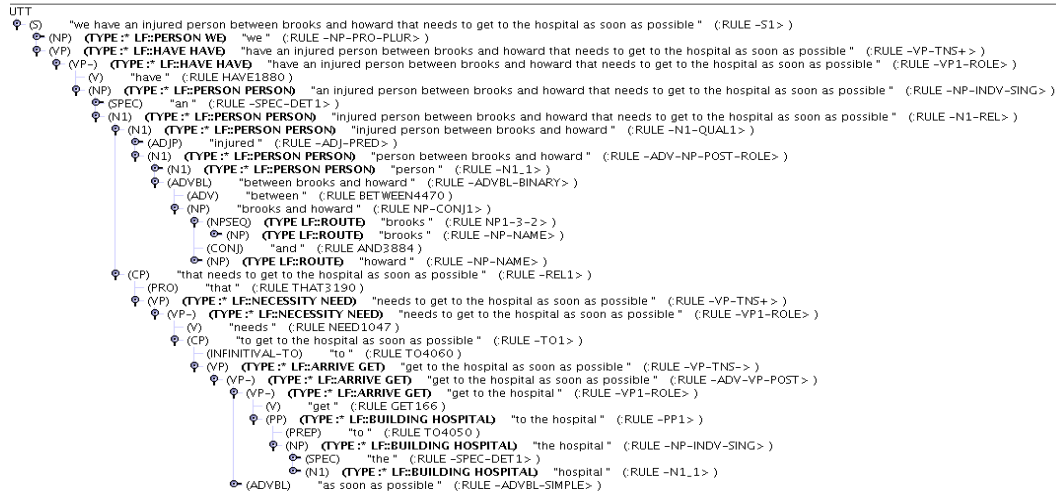 UTT
(S) "we have an injured person between brooks and howard that needs to get to the hospital as soon as possible " (:RULE -S1> )
(NP) (TYPE :* LF::PERSON WE) "we " (:RULE -NP-PRO-PLUR> )
(VP) (TYPE :* LF::HAVE HAVE) "have an injured person between brooks and howard that needs to get to the hospital as soon as possible " (:RULE -VP-TNS+ > )
(VP-) (TYPE :* LF::HAVE HAVE) "have an injured person between brooks and howard that needs to get to the hospital as soon as possible " (:RULE -VP1-ROLE> )
(V) "have " (:RULE HAVE1880 )
(NP) (TYPE :* LF::PERSON PERSON) "an injured person between brooks and howard that needs to get to the hospital as soon as possible " (:RULE -NP-INDV-SING> )
(SPEC) "an " (:RULE -SPEC-DET1> )
(N1) (TYPE :* LF::PERSON PERSON) "injured person between brooks and howard that needs to get to the hospital as soon as possible " (:RULE -N1-REL> )
(N1) (TYPE :* LF::PERSON PERSON) "injured person between brooks and howard " (:RULE -N1-QUAL1> )
(ADJP) "injured " (:RULE -ADJ-PRED> )
(N1) (TYPE :* LF::PERSON PERSON) "person between brooks and howard " (:RULE -ADV-NP-POST-ROLE> )
(N1) (TYPE :* LF::PERSON PERSON) "person " (:RULE -N1_1> )
(ADVBL) "between brooks and howard " (:RULE -ADVBL-BINARY> )
(ADV) "between " (:RULE BETWEEN4470 )
(NP) "brooks and howard " (:RULE NP-CONJ1> )
(NPSEQ) (TYPE LF::ROUTE) "brooks " (:RULE NP1-3-2> )
(NP) (TYPE LF::ROUTE) "brooks " (:RULE -NP-NAME> )
(CONJ) "and " (:RULE AND3884 )
(NP) (TYPE LF::ROUTE) "howard " (:RULE -NP-NAME> )
(CP) "that needs to get to the hospital as soon as possible " (:RULE -REL1> )
(PRO) "that " (:RULE THAT3190 )
(VP) (TYPE :* LF::NECESSITY NEED) "needs to get to the hospital as soon as possible " (:RULE -VP-TNS+ > )
(VP-) (TYPE :* LF::NECESSITY NEED) "needs to get to the hospital as soon as possible " (:RULE -VP1-ROLE> )
(V) "needs " (:RULE NEED1047 )
(CP) "to get to the hospital as soon as possible " (:RULE -TO1> )
(INFINITIVAL-TO) "to " (:RULE TO4060 )
(VP) (TYPE :* LF::ARRIVE GET) "get to the hospital as soon as possible " (:RULE -VP-TNS-> )
(VP-) (TYPE :* LF::ARRIVE GET) "get to the hospital as soon as possible " (:RULE -ADV-VP-POST> )
(VP-) (TYPE :* LF::ARRIVE GET) "get to the hospital " (:RULE -VP1-ROLE> )
(V) "get " (:RULE GET166 )
(PP) (TYPE :* LF::BUILDING HOSPITAL) "to the hospital " (:RULE -PP1> )
(PREP) "to " (:RULE TO4050 )
(NP) (TYPE :* LF::BUILDING HOSPITAL) "the hospital " (:RULE -NP-INDV-SING> )
(SPEC) "the " (:RULE -SPEC-DET1> )
(N1) (TYPE :* LF::BUILDING HOSPITAL) "hospital " (:RULE -N1_1> )
(ADVBL) "as soon as possible " (:RULE -ADVBL-SIMPLE> )